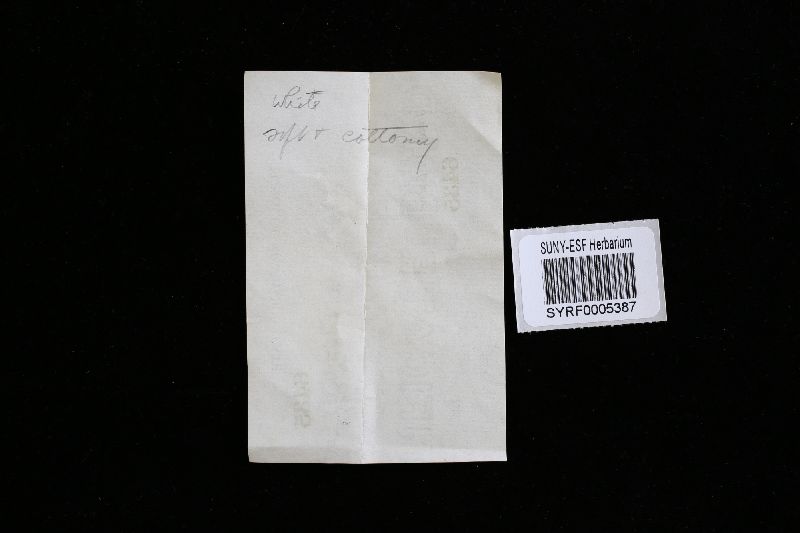 White
soft & cottony
SUNY-ESF Herbarium
SYRF0005387